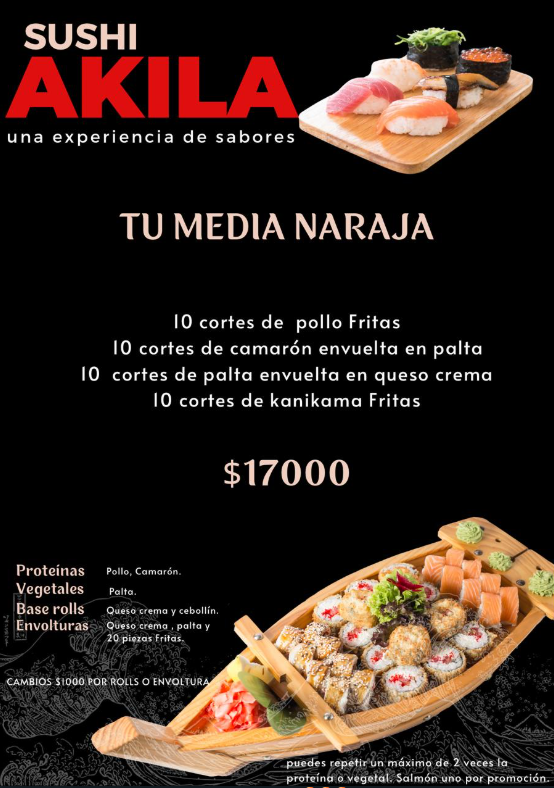 SUSHI
AKILA
una experiencia de sabores
TU MEDIA NARAJA
10 cortes de pollo Fritas
10 cortes de camarón envuelta en palta
10 cortes de palta envuelta en queso crema
10 cortes de kanikama Fritas
$17000
Proteínas Pollo, Camarón.
Vegetales Palta.
Base rolls Queso crema y cebollín.
Envolturas Queso crema , palta y
20 piezas Fritas.
CAMBIOS $1000 POR ROLLS O ENVOLTURA
puedes repetir un máximo de 2 veces la
proteína o vegetal. Salmón uno por promoción.